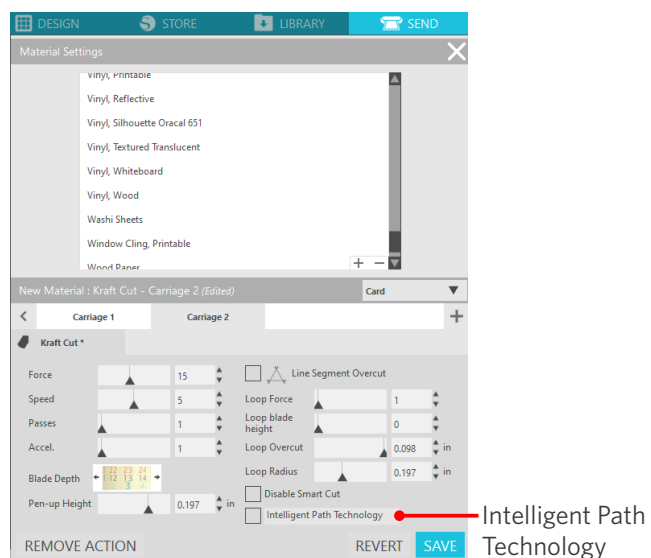 DESIGN STORE LIBRARY SEND
Material Settings
Vinyl, Printable
Vinyl, Reflective
Vinyl, Silhouette Oracal 651
Vinyl, Textured Translucent
Vinyl, Whiteboard
Vinyl, Wood
Washi Sheets
Window Cling, Printable
Wood Paper
+ −
New Material : Kraft Cut - Carriage 2 (Edited) Card
Carriage 1 Carriage 2 +
Kraft Cut *
Force 15 Line Segment Overcut
Speed 5 Loop Force 1
Passes 1 Loop blade height 0
Accel. 1 Loop Overcut 0.098 in
Blade Depth Loop Radius 0.197 in
Disable Smart Cut
Pen-up Height 0.197 in Intelligent Path Technology
Intelligent Path
Technology
REMOVE ACTION REVERT SAVE